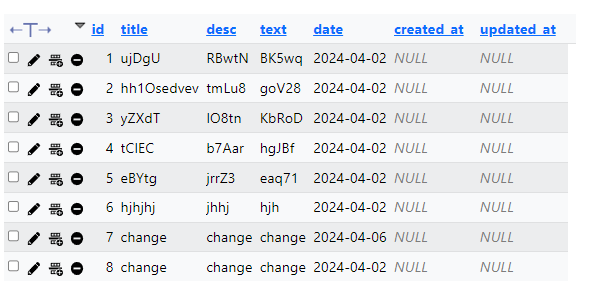 id title desc text date created_at updated_at
1 ujDgU RBwtN BK5wq 2024-04-02 NULL NULL
2 hh1Osedvev tmLu8 goV28 2024-04-02 NULL NULL
3 yZXdT IO8tn KbRoD 2024-04-02 NULL NULL
4 tCIEC b7Aar hgJBf 2024-04-02 NULL NULL
5 eBYtg jrrZ3 eaq71 2024-04-02 NULL NULL
6 hjhjhj jhhj hjh 2024-04-02 NULL NULL
7 change change change 2024-04-06 NULL NULL
8 change change change 2024-04-02 NULL NULL